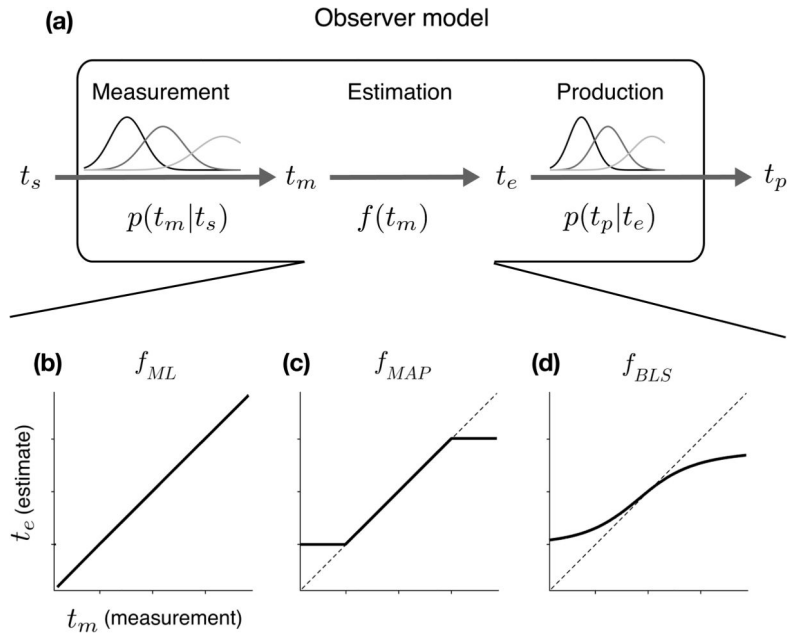 (a) Observer model
Measurement Estimation Production
t_s t_m t_e t_p
p(t_m|t_s) f(t_m) p(t_p|t_e)
(b) f_ML (c) f_MAP (d) f_BLS
t_e (estimate)
t_m (measurement)